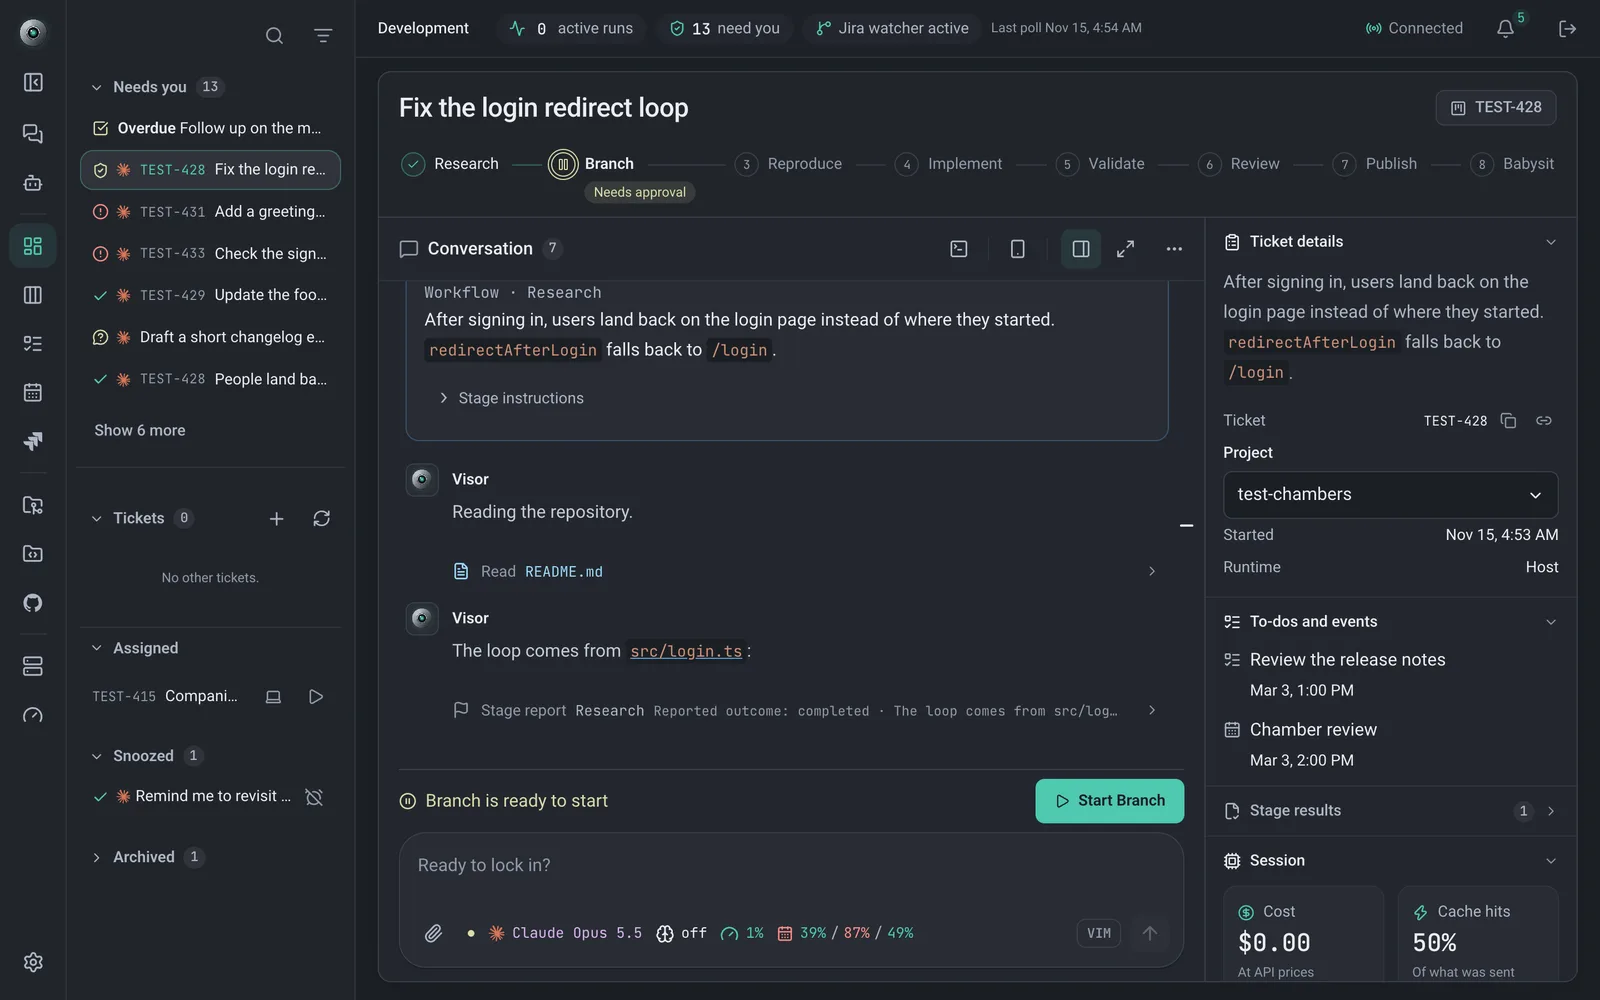 Development
0 active runs
13 need you
Jira watcher active
Last poll Nov 15, 4:54 AM
Connected
5
Needs you 13
Overdue Follow up on the m...
TEST-428 Fix the login re...
TEST-431 Add a greeting...
TEST-433 Check the sign...
TEST-429 Update the foo...
Draft a short changelog e...
TEST-428 People land ba...
Show 6 more
Tickets 0
No other tickets.
Assigned
TEST-415 Compani...
Snoozed 1
Remind me to revisit ...
Archived 1
Fix the login redirect loop
TEST-428
Research
Branch
Needs approval
3 Reproduce
4 Implement
5 Validate
6 Review
7 Publish
8 Babysit
Conversation 7
Workflow · Research
After signing in, users land back on the login page instead of where they started.
redirectAfterLogin falls back to /login.
Stage instructions
Visor
Reading the repository.
Read README.md
Visor
The loop comes from src/login.ts:
Stage report Research Reported outcome: completed · The loop comes from src/log...
Branch is ready to start
Start Branch
Ready to lock in?
Claude Opus 5.5 off 1% 39% / 87% / 49%
VIM
Ticket details
After signing in, users land back on the
login page instead of where they started.
redirectAfterLogin falls back to
/login.
Ticket TEST-428
Project
test-chambers
Started Nov 15, 4:53 AM
Runtime Host
To-dos and events
Review the release notes
Mar 3, 1:00 PM
Chamber review
Mar 3, 2:00 PM
Stage results 1
Session
Cost
$0.00
At API prices
Cache hits
50%
Of what was sent